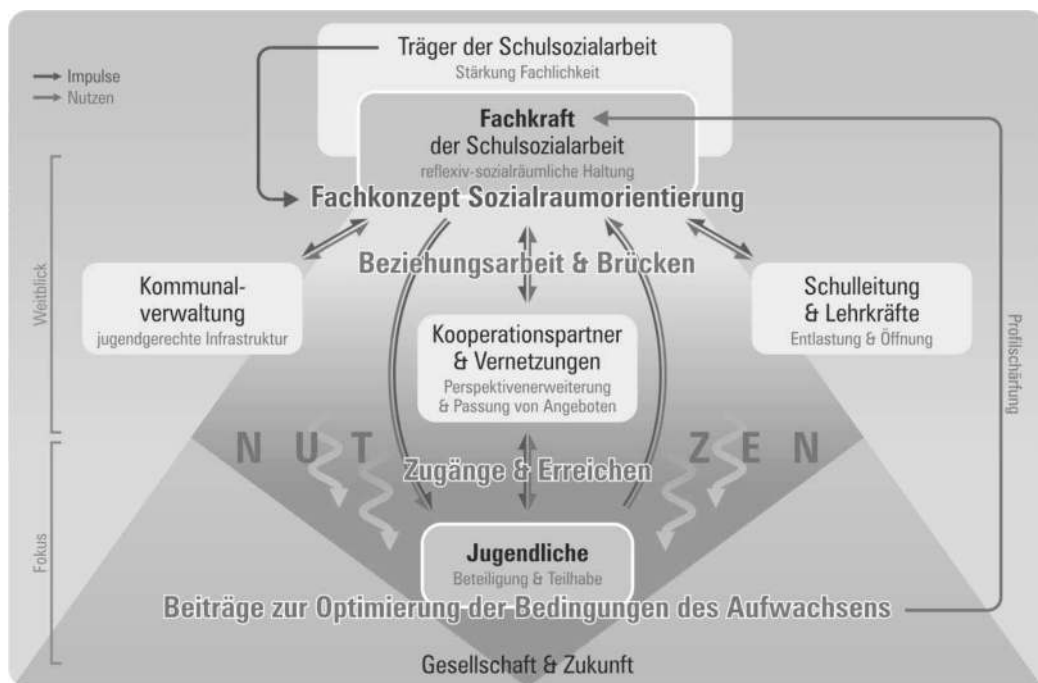 Träger der Schulsozialarbeit
Stärkung Fachlichkeit
Impulse
Nutzen
Fachkraft
der Schulsozialarbeit
reflexiv-sozialräumliche Haltung
Fachkonzept Sozialraumorientierung
Beziehungsarbeit & Brücken
Weitblick
Kommunal-
verwaltung
jugendgerechte Infrastruktur
Kooperationspartner
& Vernetzungen
Perspektivenerweiterung
& Passung von Angeboten
Schulleitung
& Lehrkräfte
Entlastung & Öffnung
Profilschärfung
NUTZEN
Zugänge & Erreichen
Fokus
Jugendliche
Beteiligung & Teilhabe
Beiträge zur Optimierung der Bedingungen des Aufwachsens
Gesellschaft & Zukunft